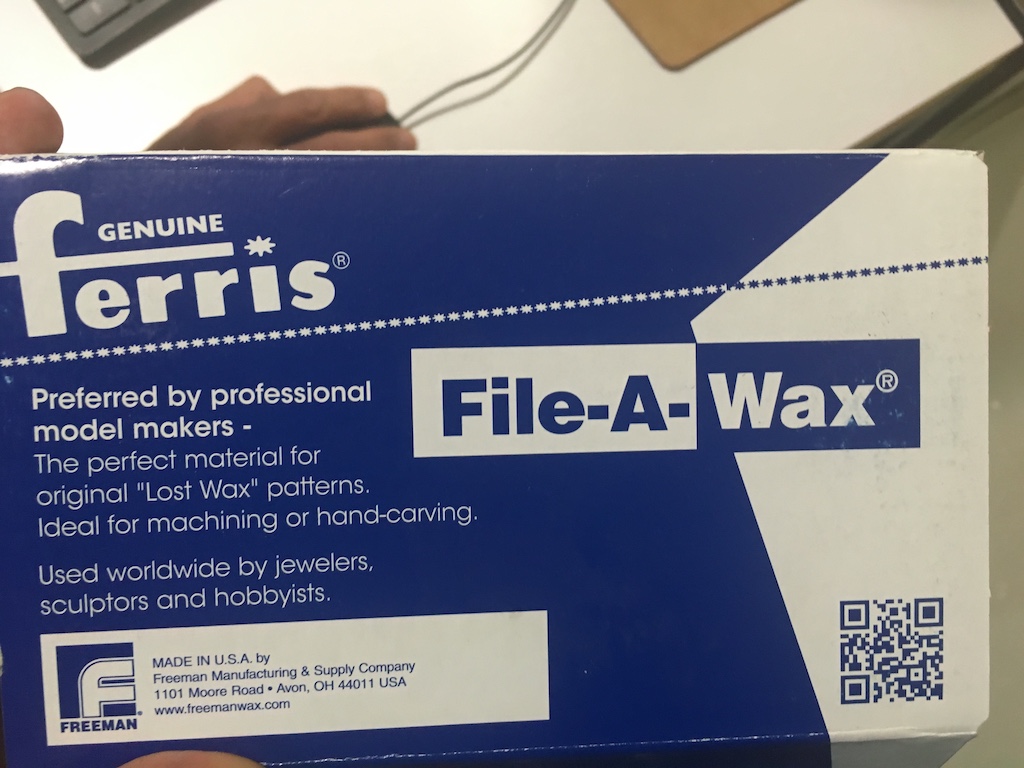 GENUINE
ferris®
File-A-Wax®
Preferred by professional
model makers -
The perfect material for
original "Lost Wax" patterns.
Ideal for machining or hand-carving.
Used worldwide by jewelers,
sculptors and hobbyists.
FREEMAN®
MADE IN U.S.A. by
Freeman Manufacturing & Supply Company
1101 Moore Road • Avon, OH 44011 USA
www.freemanwax.com